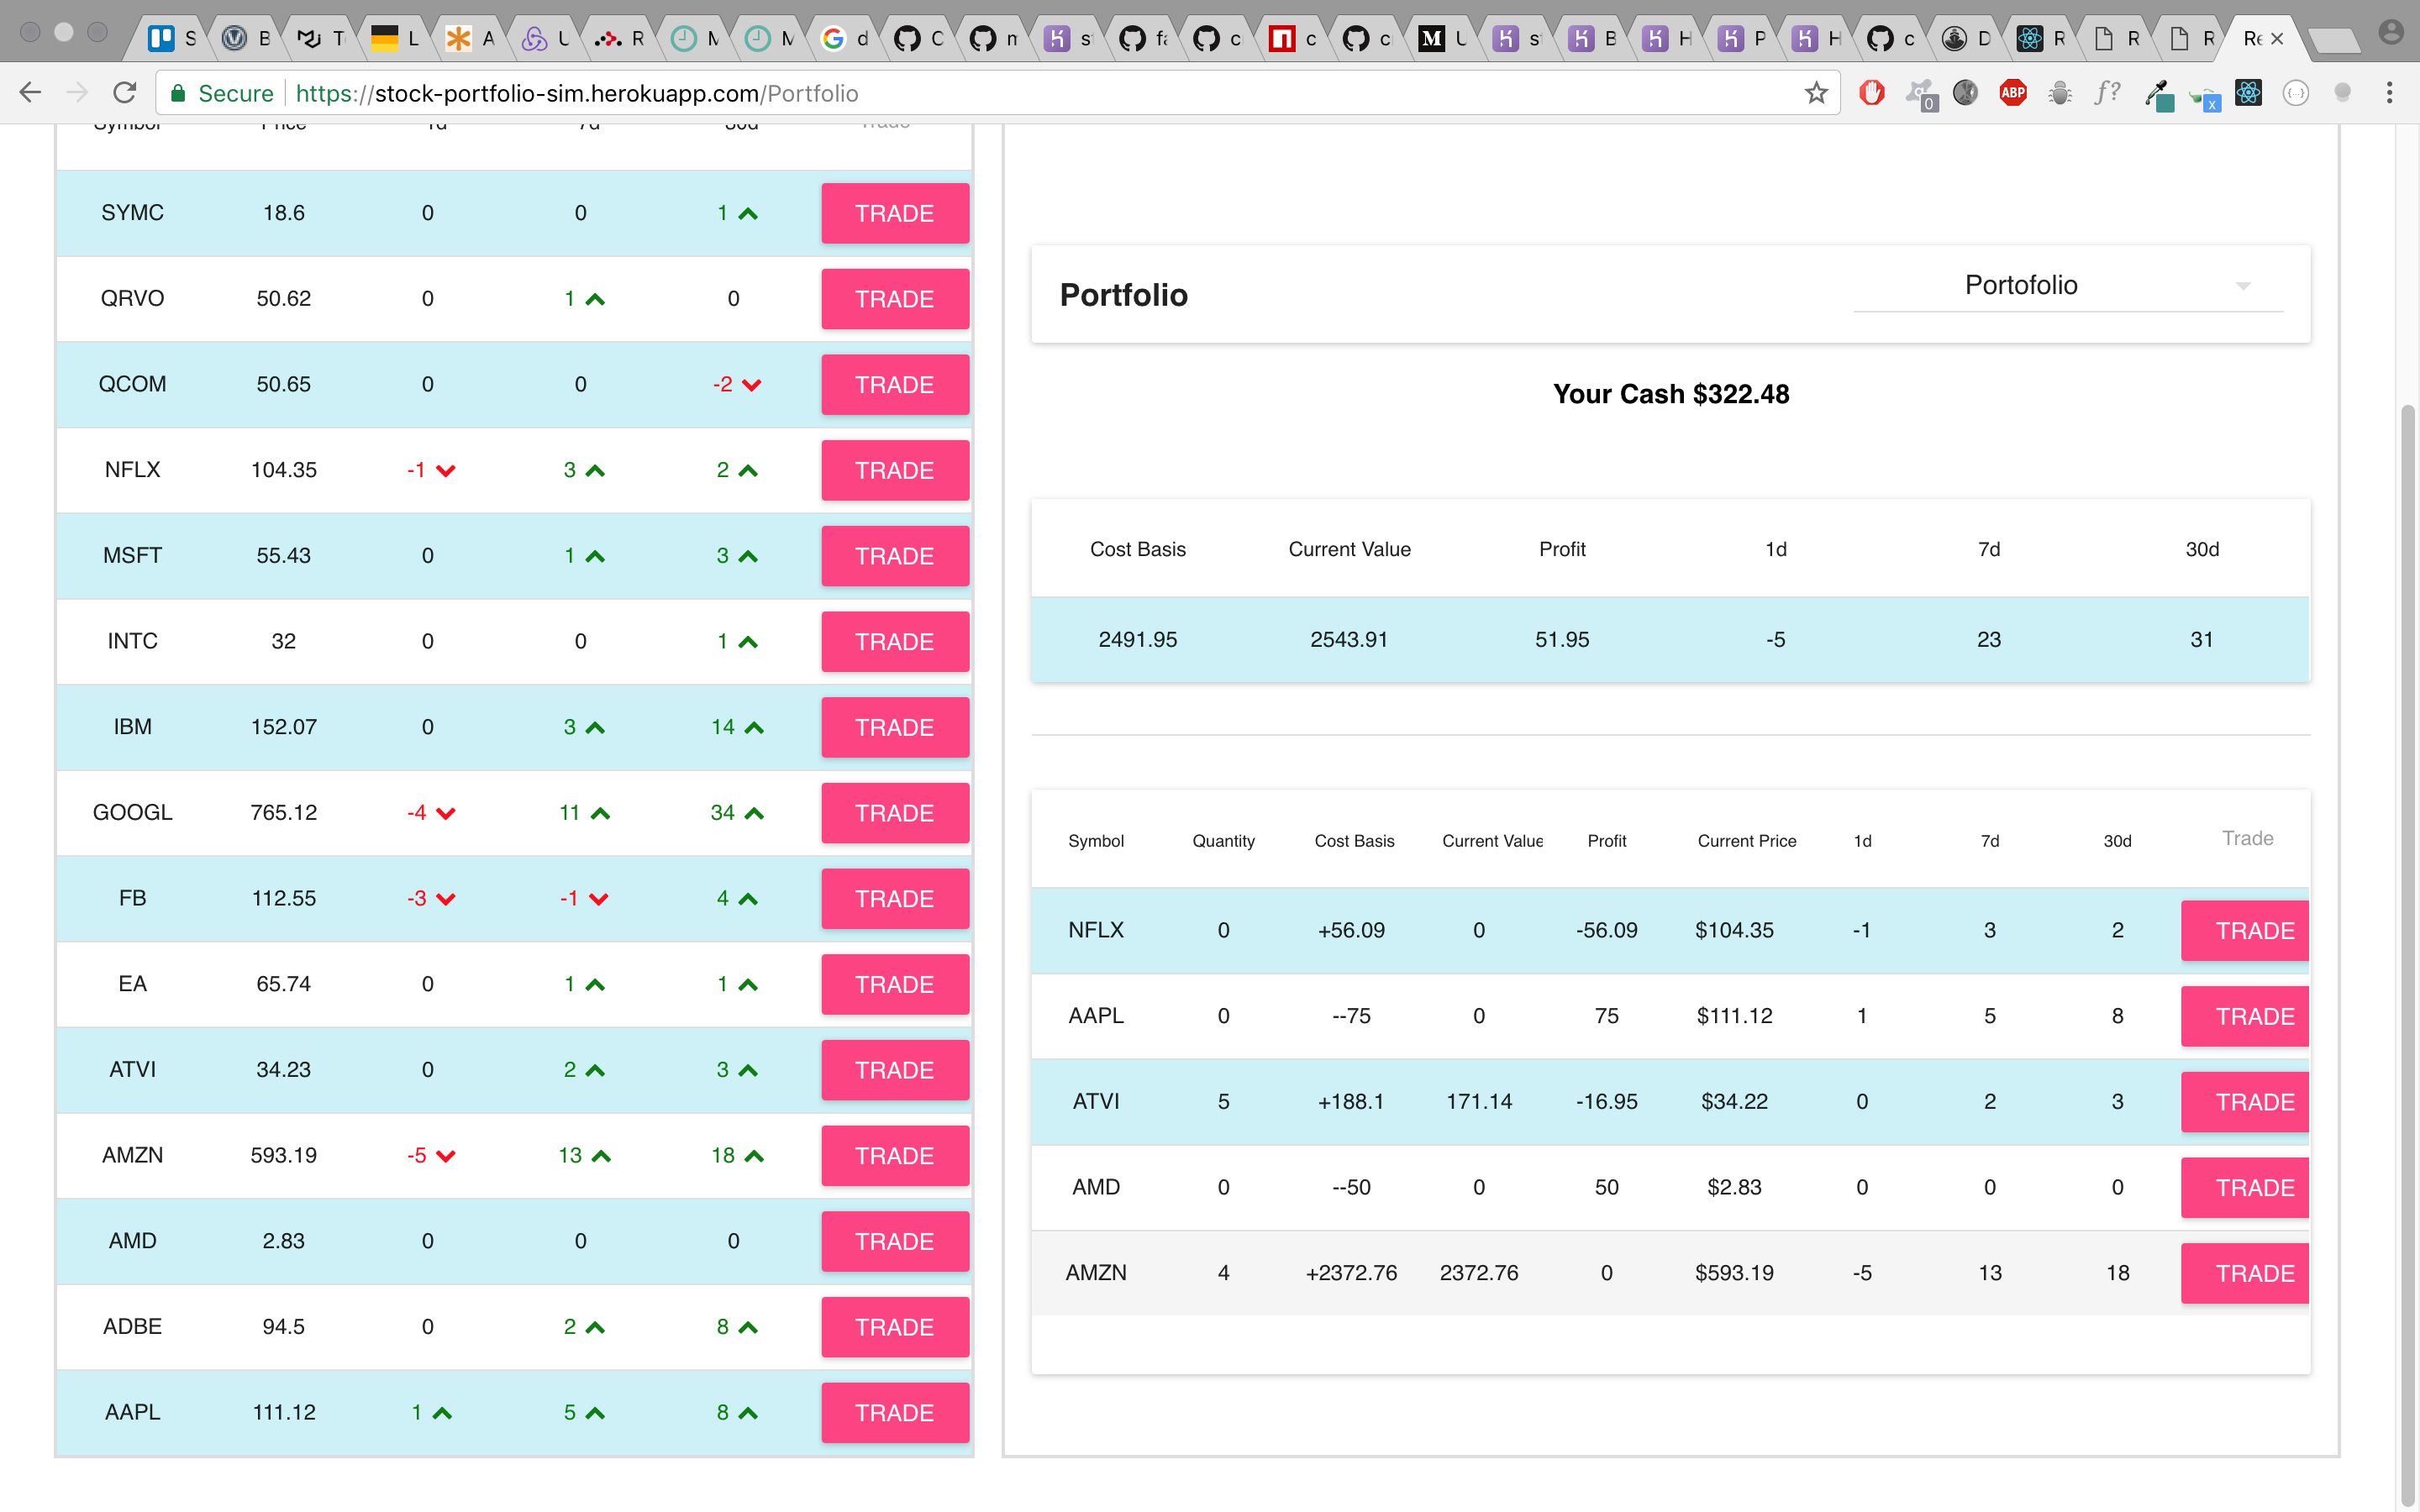 S B T L A U R M M d C m s f c c c U s B H P H c D R R R Re
Secure https://stock-portfolio-sim.herokuapp.com/Portfolio
0 ABP f? x
Symbol Price 1d 7d 30d Trade
SYMC 18.6 0 0 1 TRADE
QRVO 50.62 0 1 0 TRADE
QCOM 50.65 0 0 -2 TRADE
NFLX 104.35 -1 3 2 TRADE
MSFT 55.43 0 1 3 TRADE
INTC 32 0 0 1 TRADE
IBM 152.07 0 3 14 TRADE
GOOGL 765.12 -4 11 34 TRADE
FB 112.55 -3 -1 4 TRADE
EA 65.74 0 1 1 TRADE
ATVI 34.23 0 2 3 TRADE
AMZN 593.19 -5 13 18 TRADE
AMD 2.83 0 0 0 TRADE
ADBE 94.5 0 2 8 TRADE
AAPL 111.12 1 5 8 TRADE
Portfolio Portofolio
Your Cash $322.48
Cost Basis Current Value Profit 1d 7d 30d
2491.95 2543.91 51.95 -5 23 31
Symbol Quantity Cost Basis Current Value Profit Current Price 1d 7d 30d Trade
NFLX 0 +56.09 0 -56.09 $104.35 -1 3 2 TRADE
AAPL 0 --75 0 75 $111.12 1 5 8 TRADE
ATVI 5 +188.1 171.14 -16.95 $34.22 0 2 3 TRADE
AMD 0 --50 0 50 $2.83 0 0 0 TRADE
AMZN 4 +2372.76 2372.76 0 $593.19 -5 13 18 TRADE